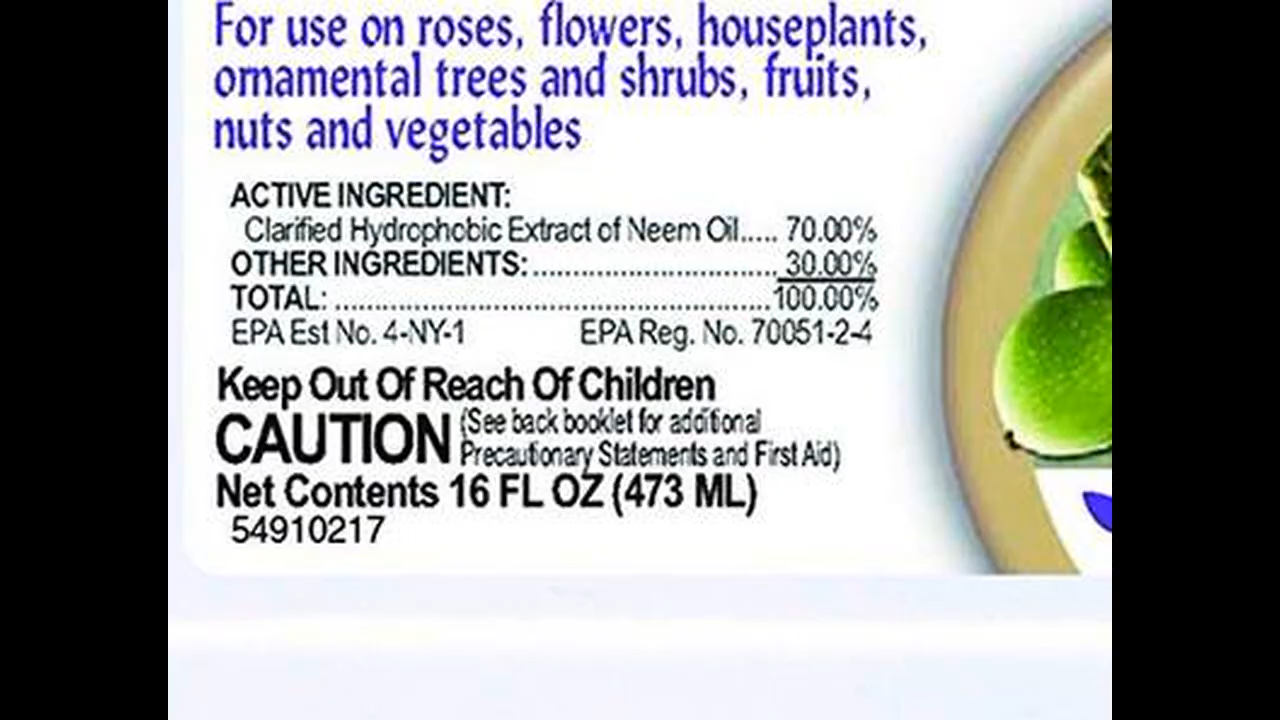 For use on roses, flowers, houseplants,
ornamental trees and shrubs, fruits,
nuts and vegetables
ACTIVE INGREDIENT:
Clarified Hydrophobic Extract of Neem Oil..... 70.00%
OTHER INGREDIENTS:................................ 30.00%
TOTAL: .......................................................100.00%
EPA Est No. 4-NY-1 EPA Reg. No. 70051-2-4
Keep Out Of Reach Of Children
CAUTION (See back booklet for additional
Precautionary Statements and First Aid)
Net Contents 16 FL OZ (473 ML)
54910217